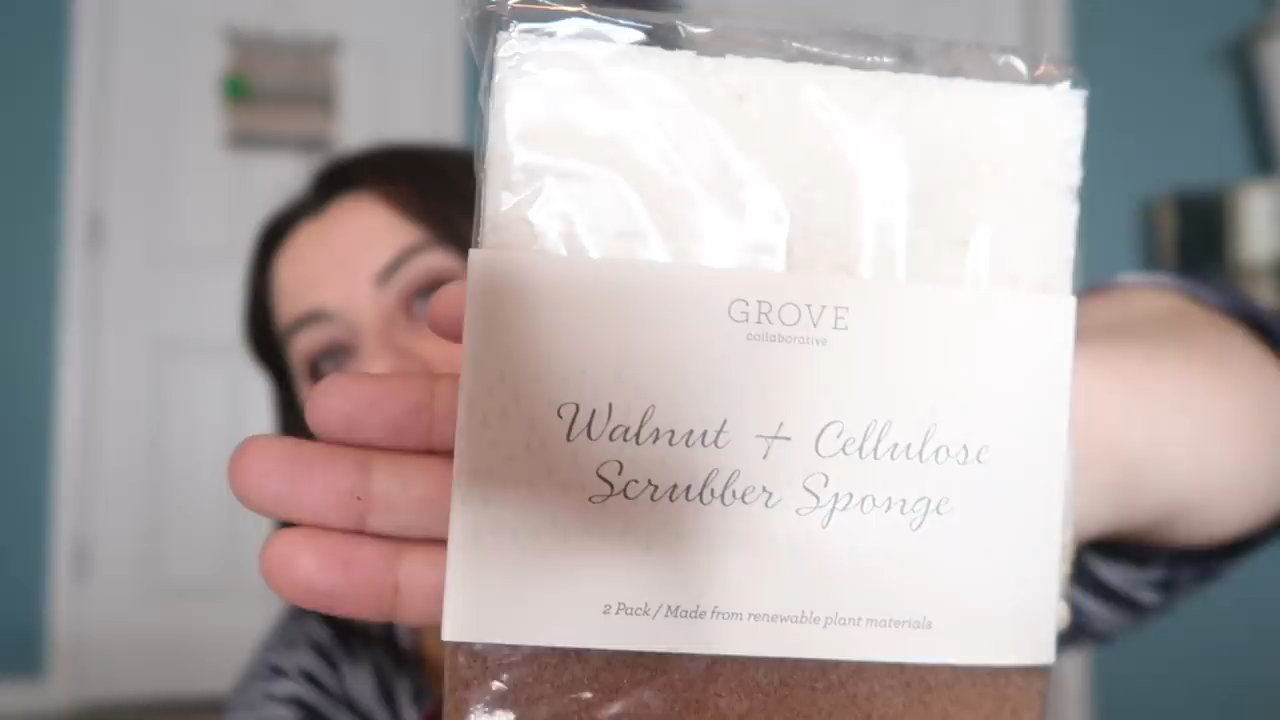 GROVE
collaborative
Walnut + Cellulose
Scrubber Sponge
2 Pack / Made from renewable plant materials